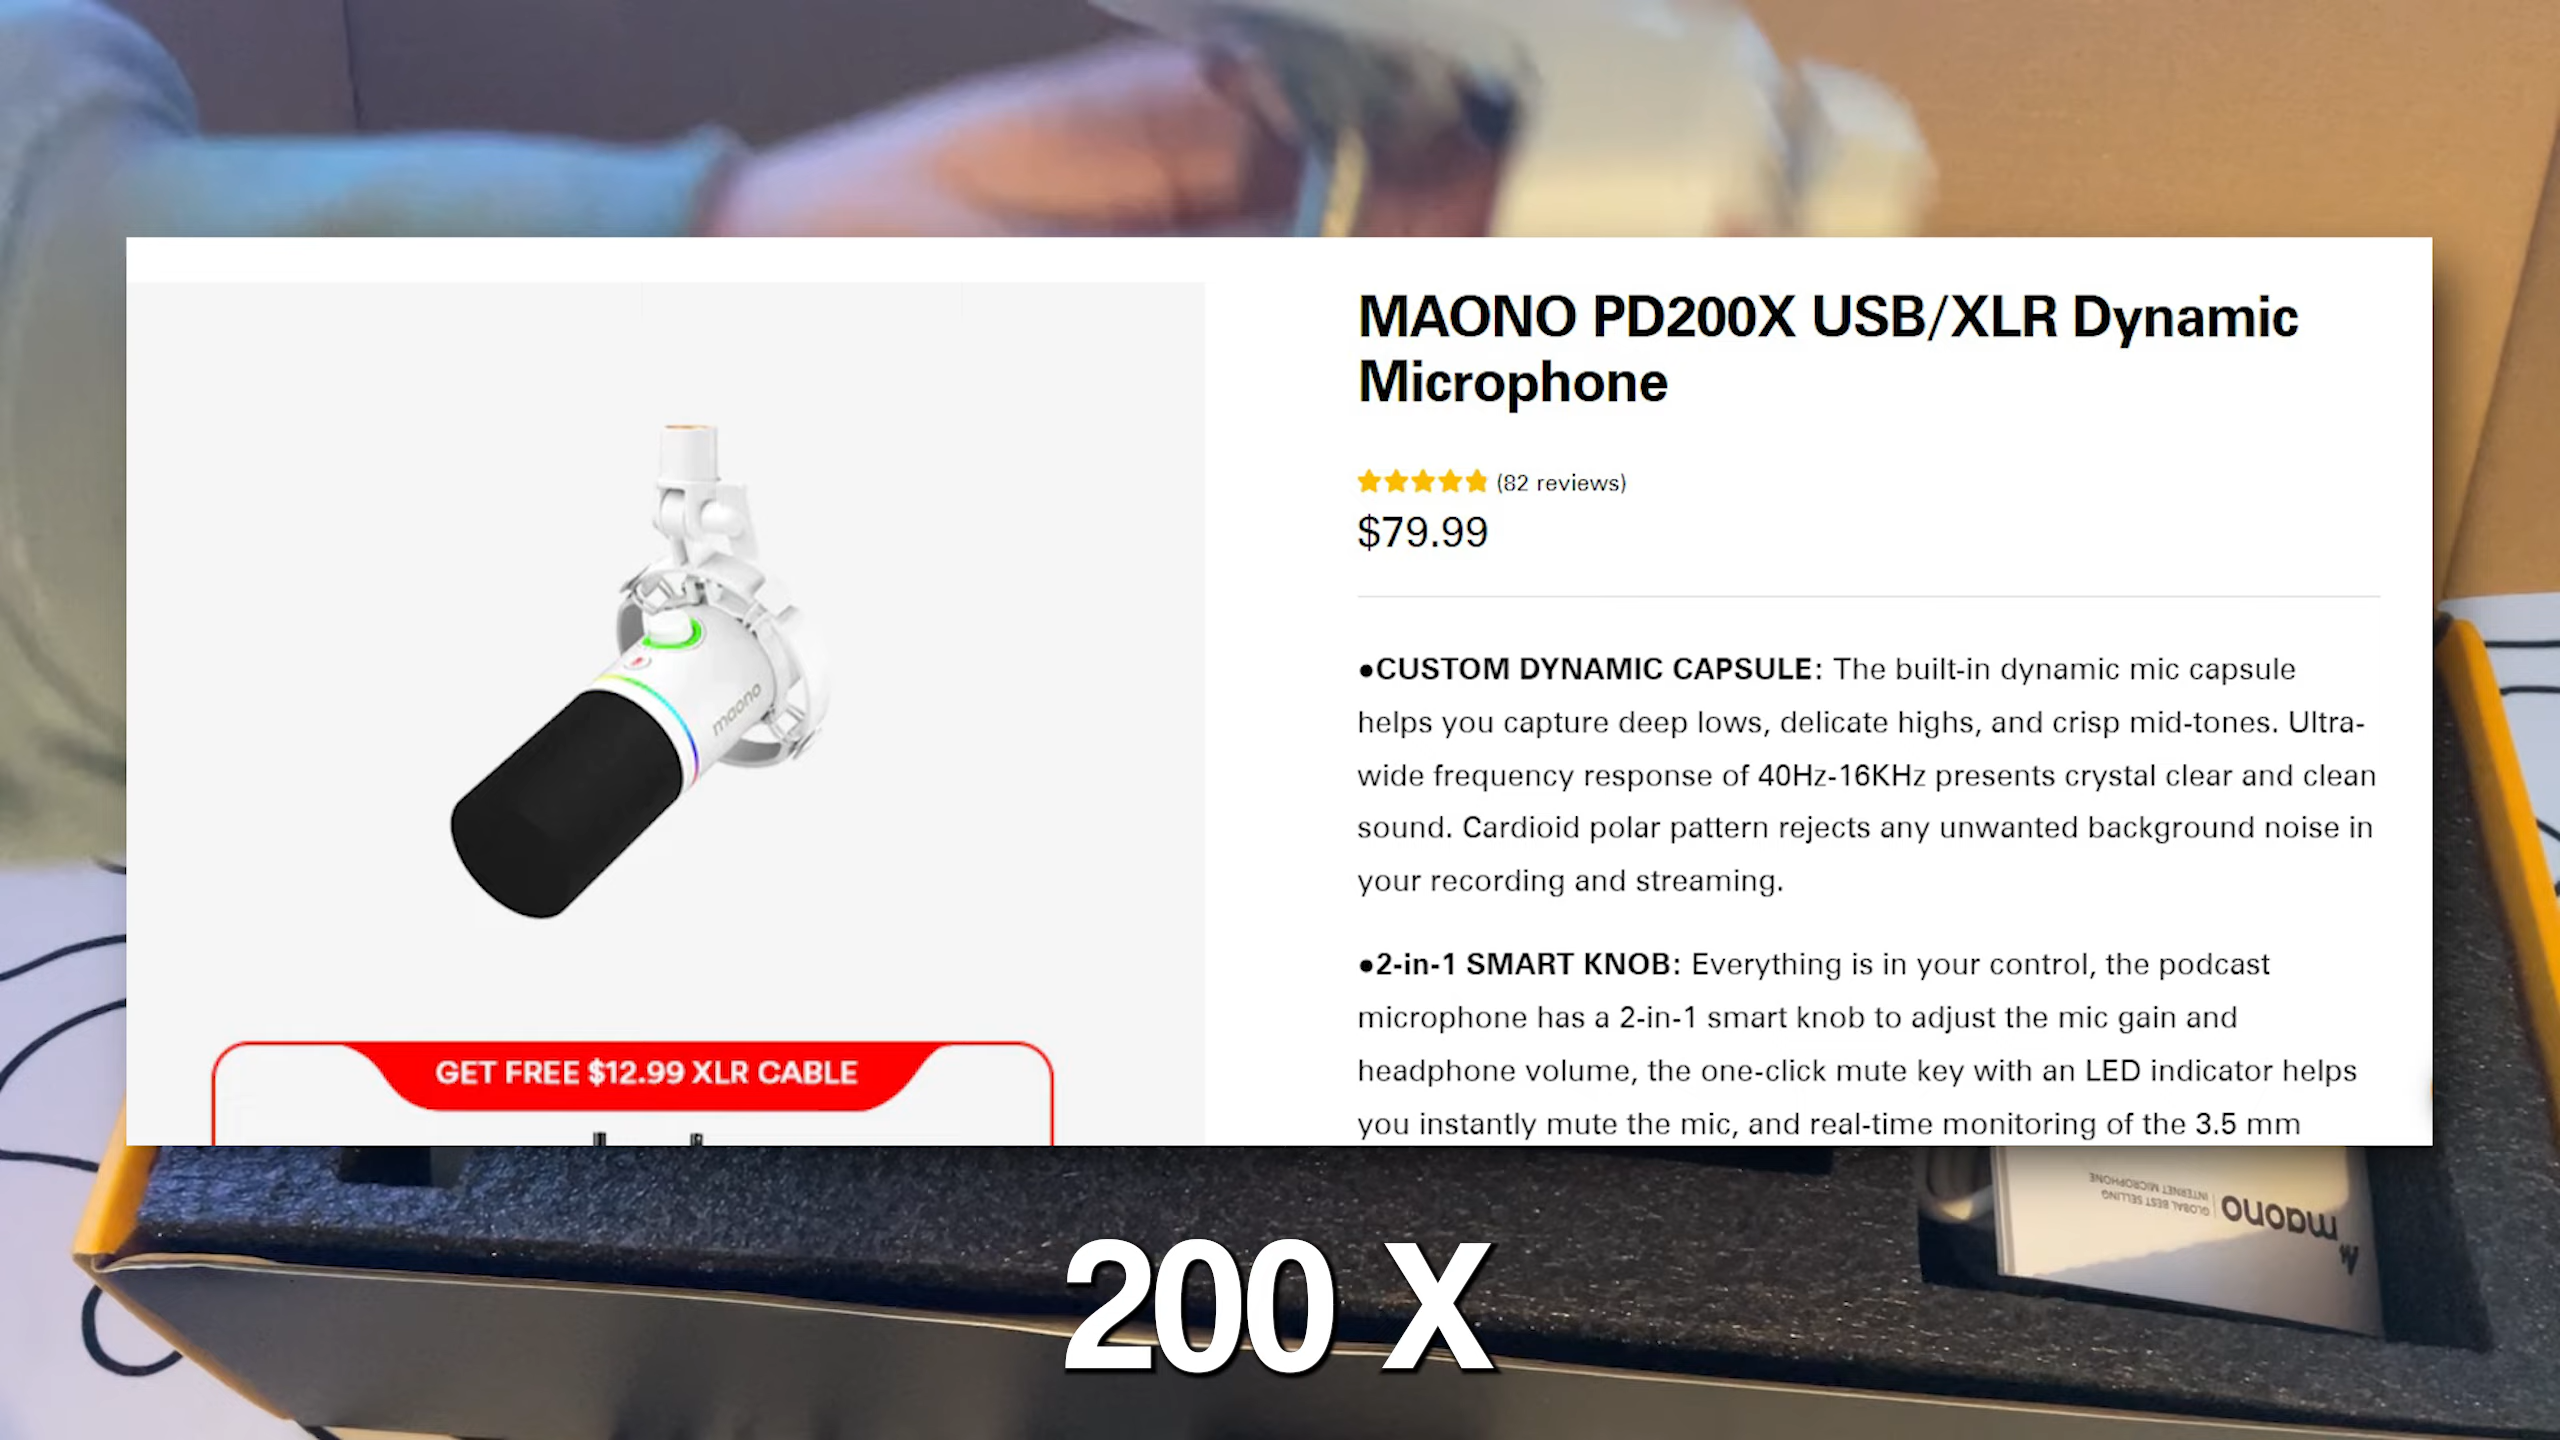 MAONO PD200X USB/XLR Dynamic
Microphone
(82 reviews)
$79.99
●CUSTOM DYNAMIC CAPSULE: The built-in dynamic mic capsule
helps you capture deep lows, delicate highs, and crisp mid-tones. Ultra-
wide frequency response of 40Hz-16KHz presents crystal clear and clean
sound. Cardioid polar pattern rejects any unwanted background noise in
your recording and streaming.
●2-in-1 SMART KNOB: Everything is in your control, the podcast
microphone has a 2-in-1 smart knob to adjust the mic gain and
headphone volume, the one-click mute key with an LED indicator helps
you instantly mute the mic, and real-time monitoring of the 3.5 mm
maono
GET FREE $12.99 XLR CABLE
maono
GLOBAL BEST SELLING
INTERNET MICROPHONE
200 X